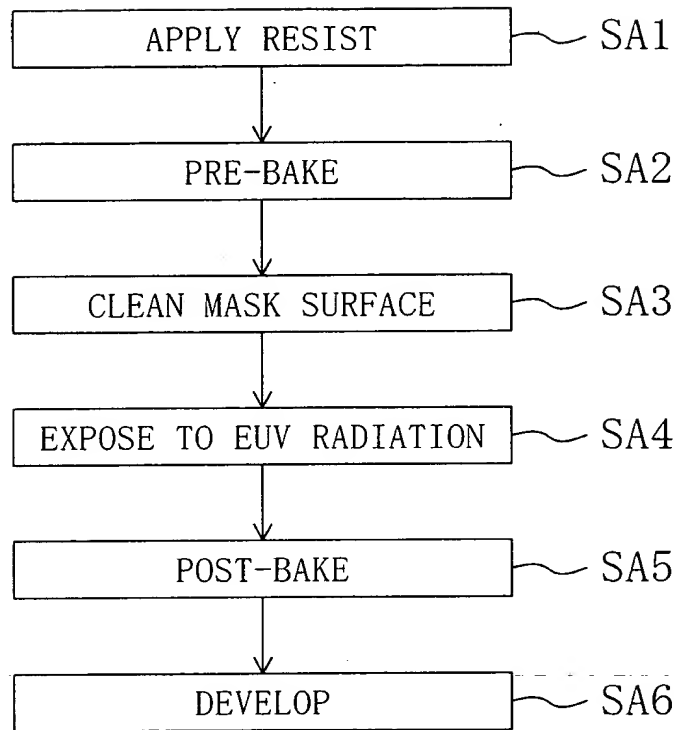 APPLY RESIST SA1
PRE-BAKE SA2
CLEAN MASK SURFACE SA3
EXPOSE TO EUV RADIATION SA4
POST-BAKE SA5
DEVELOP SA6